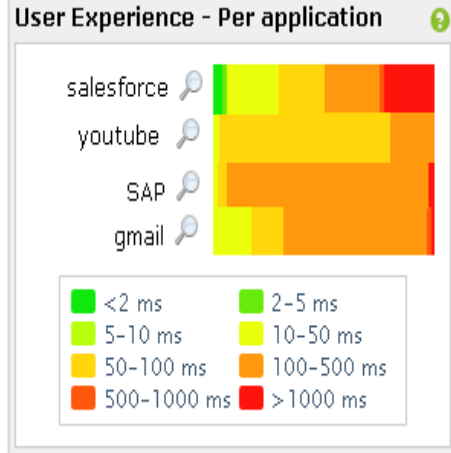 User Experience - Per application ?
salesforce
youtube
SAP
gmail
<2 ms 2-5 ms
5-10 ms 10-50 ms
50-100 ms 100-500 ms
500-1000 ms >1000 ms